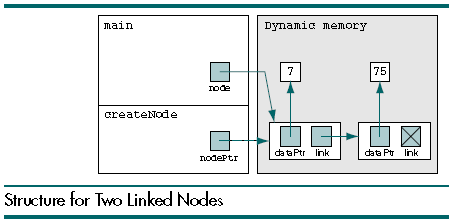 main
Dynamic memory
7
75
node
createNode
nodePtr
dataPtr link
dataPtr link
Structure for Two Linked Nodes